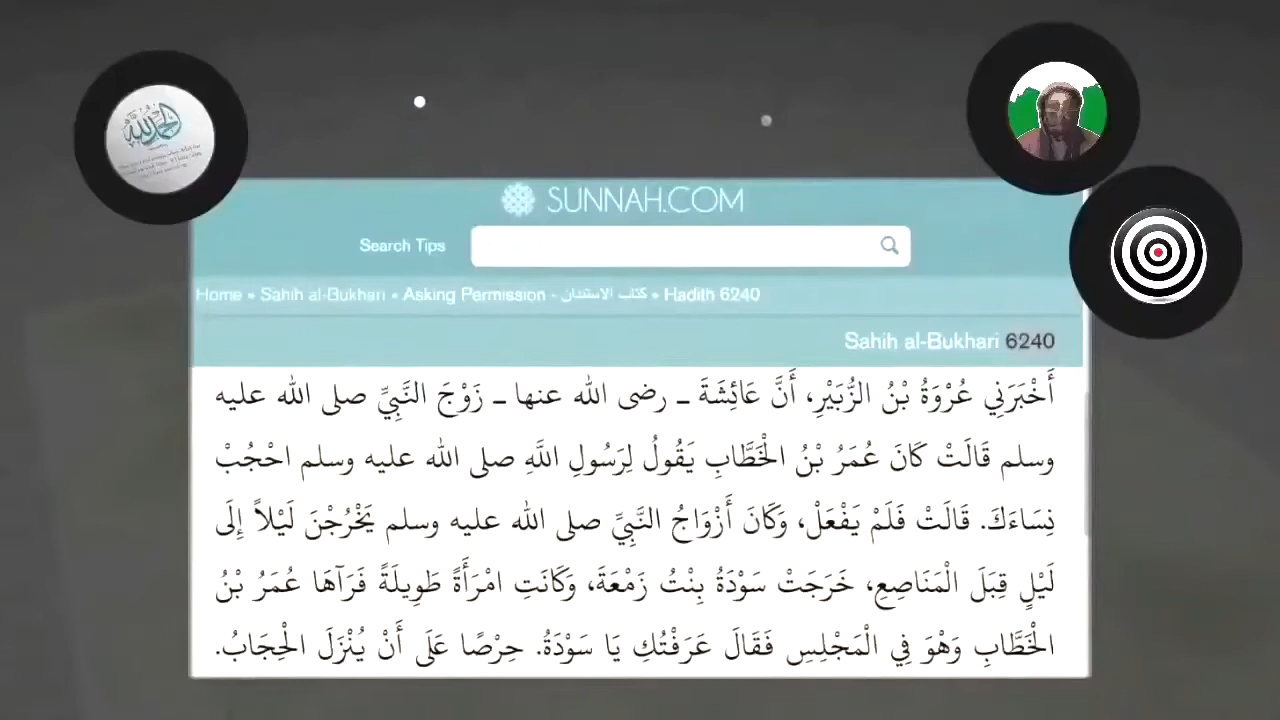 الحمد لله
SUNNAH.COM
Search Tips
Home » Sahih al-Bukhari » Asking Permission - كتاب الاستئذان » Hadith 6240
Sahih al-Bukhari 6240
أَخْبَرَنِي عُرْوَةُ بْنُ الزُّبَيْرِ، أَنَّ عَائِشَةَ ـ رضى الله عنها ـ زَوْجَ النَّبِيِّ صلى الله عليه
وسلم قَالَتْ كَانَ عُمَرُ بْنُ الْخَطَّابِ يَقُولُ لِرَسُولِ اللَّهِ صلى الله عليه وسلم احْجُبْ
نِسَاءَكَ‏.‏ قَالَتْ فَلَمْ يَفْعَلْ، وَكَانَ أَزْوَاجُ النَّبِيِّ صلى الله عليه وسلم يَخْرُجْنَ لَيْلاً إِلَى
لَيْلٍ قِبَلَ الْمَنَاصِعِ، خَرَجَتْ سَوْدَةُ بِنْتُ زَمْعَةَ، وَكَانَتِ امْرَأَةً طَوِيلَةً فَرَآهَا عُمَرُ بْنُ
الْخَطَّابِ وَهْوَ فِي الْمَجْلِسِ فَقَالَ عَرَفْتُكِ يَا سَوْدَةُ. حِرْصًا عَلَى أَنْ يُنْزَلَ الْحِجَابُ.